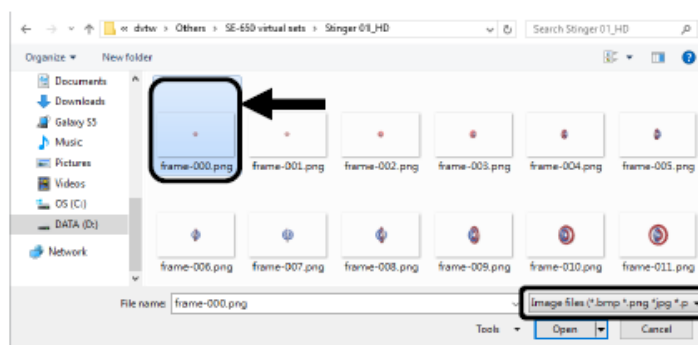 « dvtw > Others > SE-650 virtual sets > Stinger 01_HD
Search Stinger 01_HD
Organize
New folder
Documents
Downloads
Galaxy S5
Music
Pictures
Videos
OS (C:)
DATA (D:)
Network
frame-000.png frame-001.png frame-002.png frame-003.png frame-004.png frame-005.png
frame-006.png frame-007.png frame-008.png frame-009.png frame-010.png frame-011.png
File name: frame-000.png
Image files (*.bmp *.png *jpg *.p
Tools
Open
Cancel